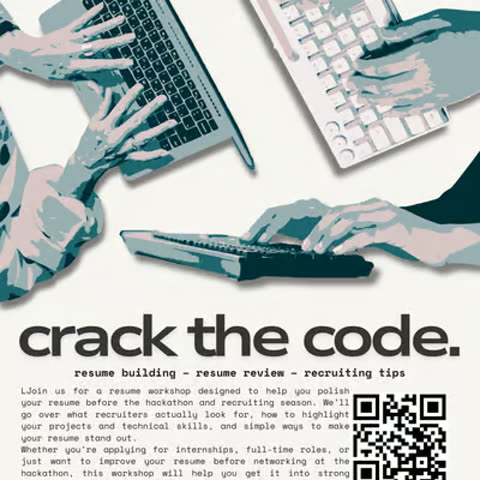 crack the code.
resume building - resume review - recruiting tips
LJoin us for a resume workshop designed to help you polish
your resume before the hackathon and recruiting season. We'll
go over what recruiters actually look for, how to highlight
your projects and technical skills, and simple ways to make
your resume stand out.
Whether you're applying for internships, full-time roles, or
just want to improve your resume before networking at the
hackathon, this workshop will help you get it into strong